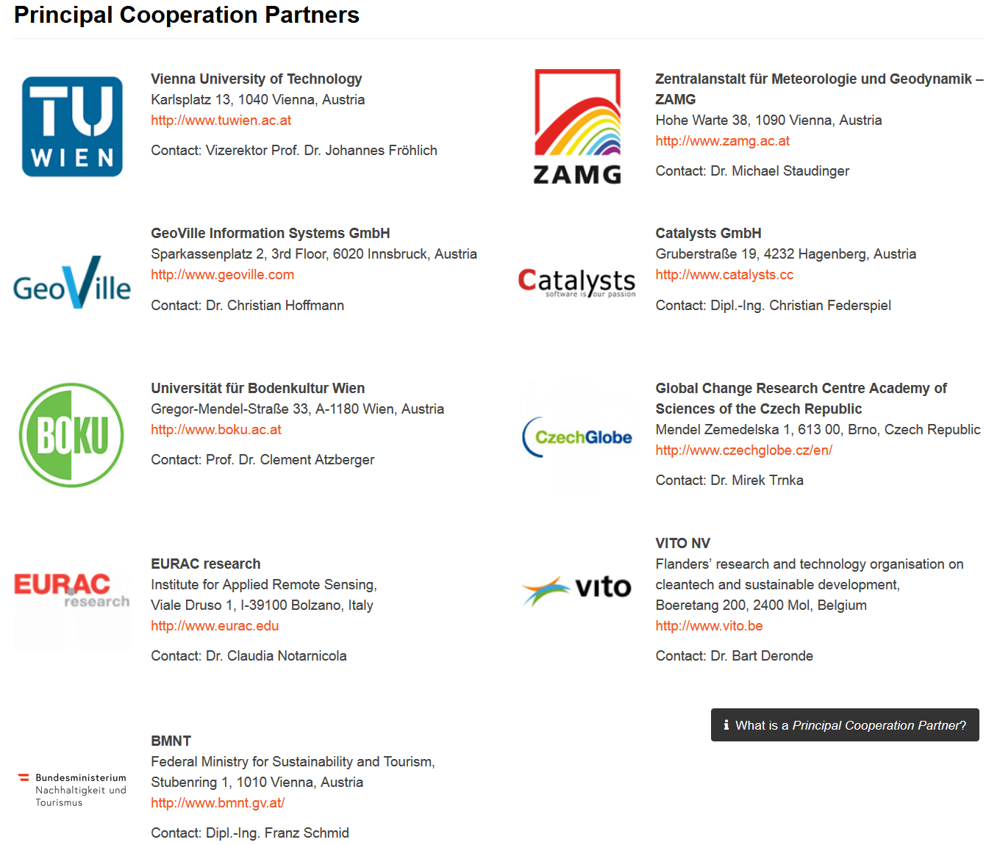 Principal Cooperation Partners
TU
WIEN
Vienna University of Technology
Karlsplatz 13, 1040 Vienna, Austria
http://www.tuwien.ac.at
Contact: Vizerektor Prof. Dr. Johannes Fröhlich
ZAMG
Zentralanstalt für Meteorologie und Geodynamik –
ZAMG
Hohe Warte 38, 1090 Vienna, Austria
http://www.zamg.ac.at
Contact: Dr. Michael Staudinger
GeoVille
GeoVille Information Systems GmbH
Sparkassenplatz 2, 3rd Floor, 6020 Innsbruck, Austria
http://www.geoville.com
Contact: Dr. Christian Hoffmann
Catalysts
software is our passion
Catalysts GmbH
Gruberstraße 19, 4232 Hagenberg, Austria
http://www.catalysts.cc
Contact: Dipl.-Ing. Christian Federspiel
BOKU
Universität für Bodenkultur Wien
Gregor-Mendel-Straße 33, A-1180 Wien, Austria
http://www.boku.ac.at
Contact: Prof. Dr. Clement Atzberger
CzechGlobe
Global Change Research Centre Academy of
Sciences of the Czech Republic
Mendel Zemedelska 1, 613 00, Brno, Czech Republic
http://www.czechglobe.cz/en/
Contact: Dr. Mirek Trnka
EURAC
research
EURAC research
Institute for Applied Remote Sensing,
Viale Druso 1, I-39100 Bolzano, Italy
http://www.eurac.edu
Contact: Dr. Claudia Notarnicola
vito
VITO NV
Flanders’ research and technology organisation on
cleantech and sustainable development,
Boeretang 200, 2400 Mol, Belgium
http://www.vito.be
Contact: Dr. Bart Deronde
What is a Principal Cooperation Partner?
Bundesministerium
Nachhaltigkeit und
Tourismus
BMNT
Federal Ministry for Sustainability and Tourism,
Stubenring 1, 1010 Vienna, Austria
http://www.bmnt.gv.at/
Contact: Dipl.-Ing. Franz Schmid